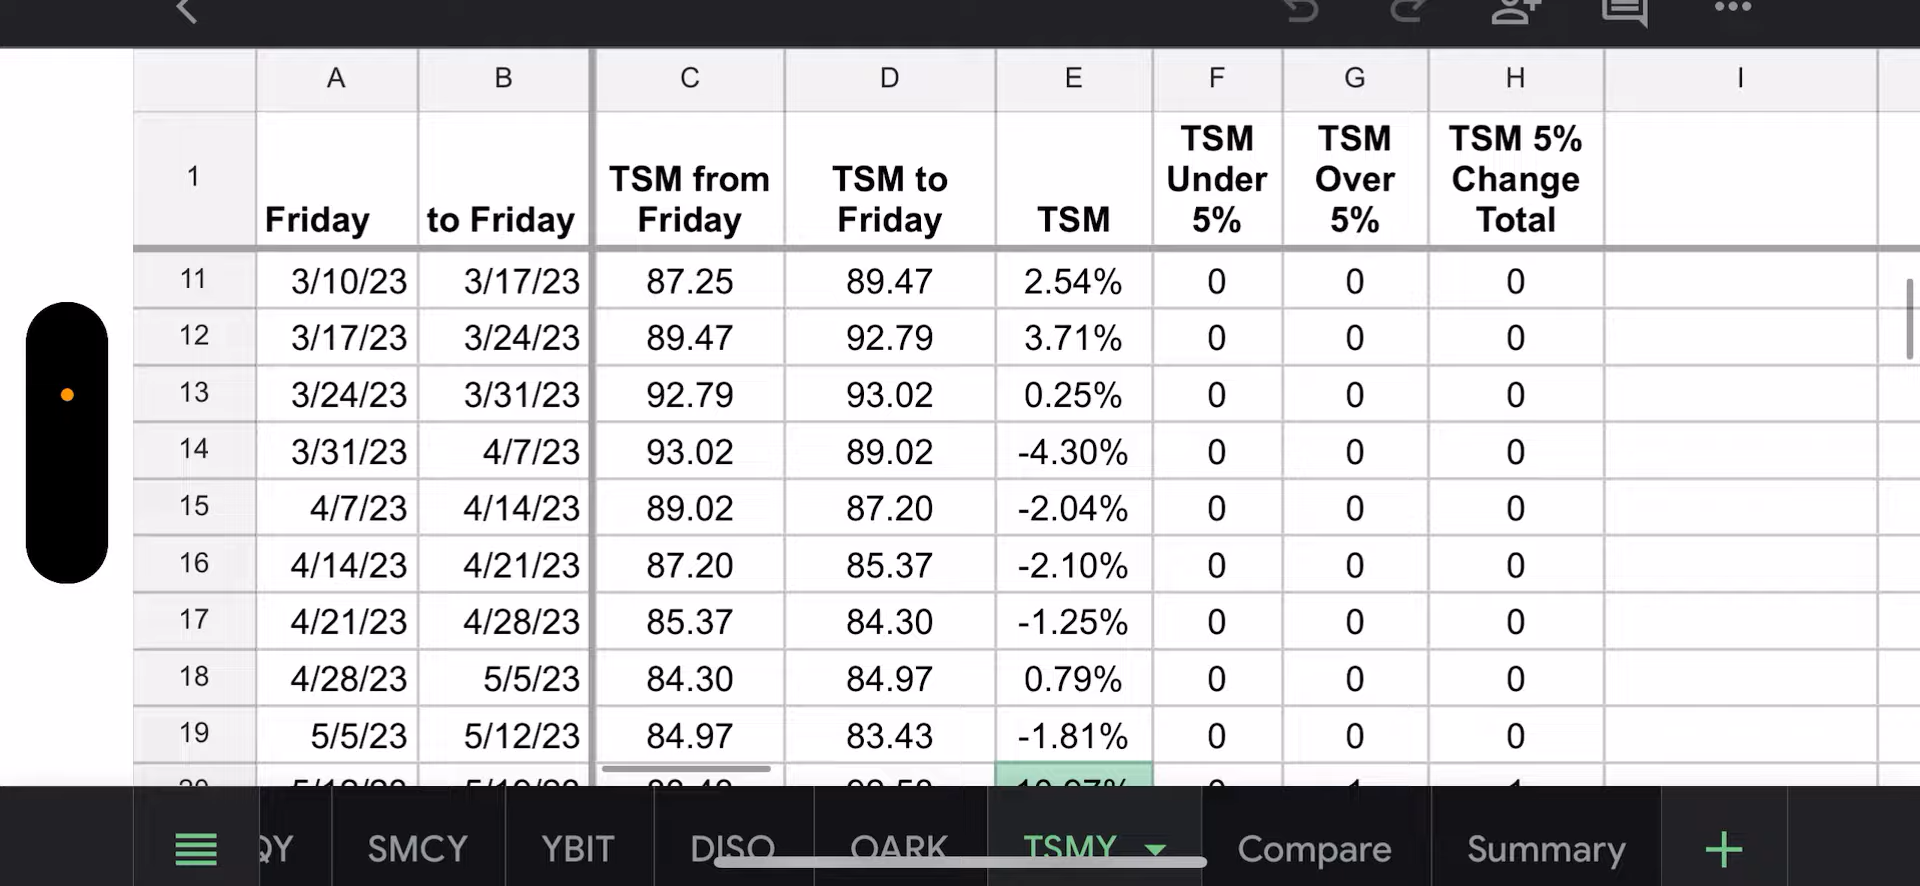 A B C D E F G H I
1 Friday to Friday TSM from Friday TSM to Friday TSM TSM Under 5% TSM Over 5% TSM 5% Change Total
11 3/10/23 3/17/23 87.25 89.47 2.54% 0 0 0
12 3/17/23 3/24/23 89.47 92.79 3.71% 0 0 0
13 3/24/23 3/31/23 92.79 93.02 0.25% 0 0 0
14 3/31/23 4/7/23 93.02 89.02 -4.30% 0 0 0
15 4/7/23 4/14/23 89.02 87.20 -2.04% 0 0 0
16 4/14/23 4/21/23 87.20 85.37 -2.10% 0 0 0
17 4/21/23 4/28/23 85.37 84.30 -1.25% 0 0 0
18 4/28/23 5/5/23 84.30 84.97 0.79% 0 0 0
19 5/5/23 5/12/23 84.97 83.43 -1.81% 0 0 0
QY SMCY YBIT DISO OARK TSMY Compare Summary